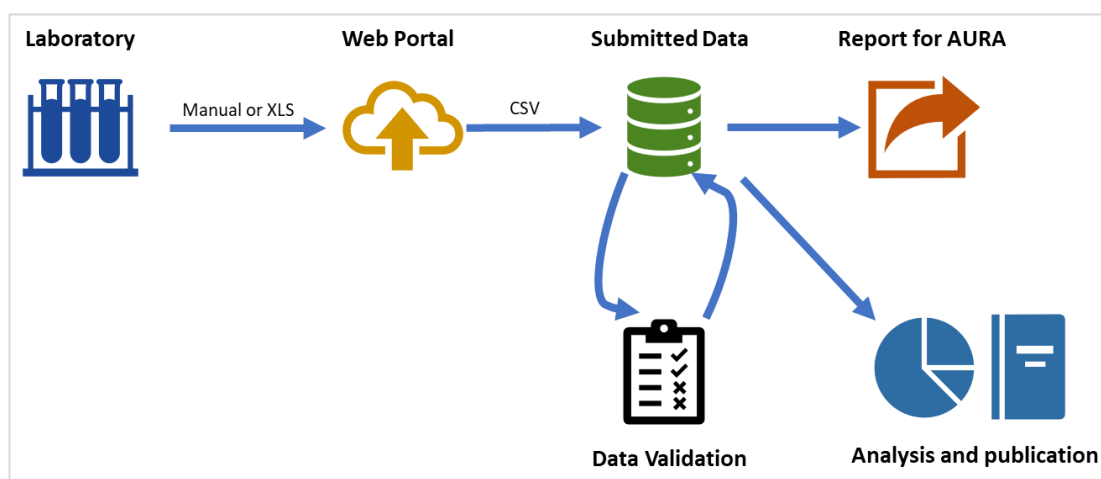 Laboratory
Web Portal
Submitted Data
Report for AURA
Manual or XLS
CSV
Data Validation
Analysis and publication